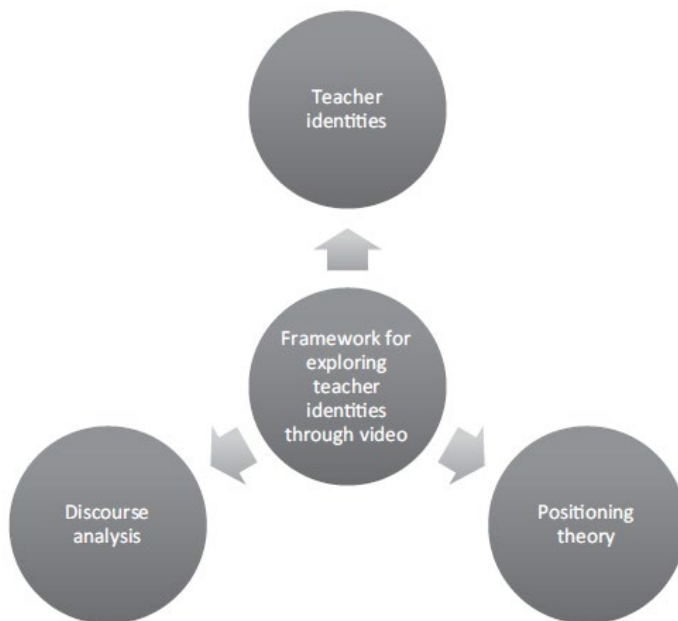 Teacher
identities
Framework for
exploring
teacher
identities
through video
Discourse
analysis
Positioning
theory